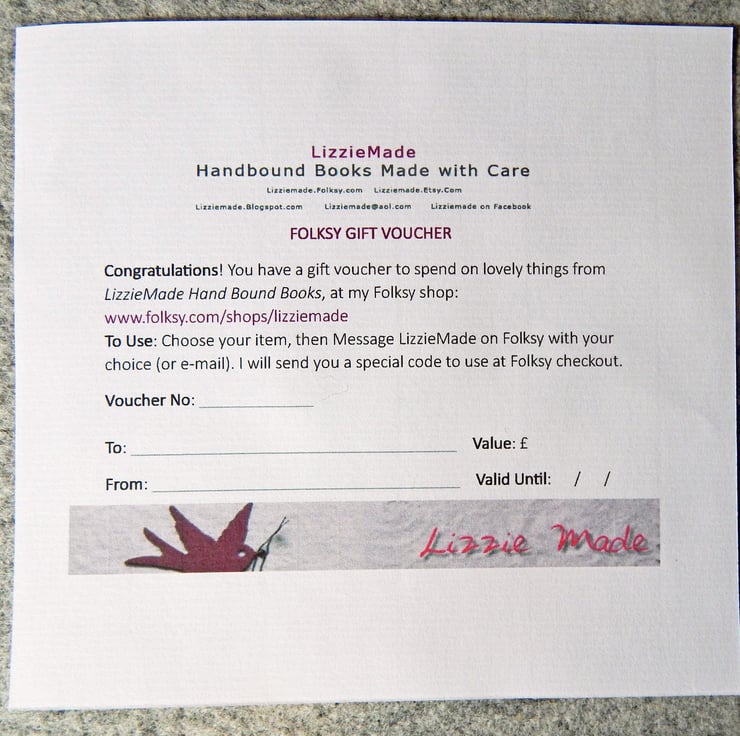 LizzieMade
Handbound Books Made with Care
Lizziemade.Folksy.com Lizziemade.Etsy.Com
Lizziemade.Blogspot.com Lizziemade@aol.com Lizziemade on Facebook
FOLKSY GIFT VOUCHER
Congratulations! You have a gift voucher to spend on lovely things from
LizzieMade Hand Bound Books, at my Folksy shop:
www.folksy.com/shops/lizziemade
To Use: Choose your item, then Message LizzieMade on Folksy with your
choice (or e-mail). I will send you a special code to use at Folksy checkout.
Voucher No: ____________
To: ____________ Value: £
From: ____________ Valid Until: / /
Lizzie Made